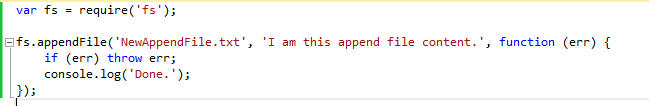 var fs = require('fs');
fs.appendFile('NewAppendFile.txt', 'I am this append file content.', function (err) {
    if (err) throw err;
    console.log('Done.');
});